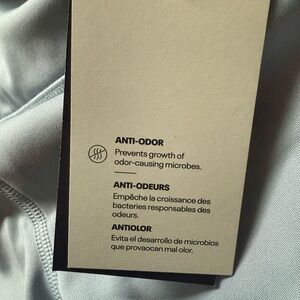 ANTI-ODOR
Prevents growth of
odor-causing microbes.
ANTI-ODEURS
Empêche la croissance des
bacteries responsables des
odeurs.
ANTIOLOR
Evita el desarrollo de microbios
que provaocan mal olor.